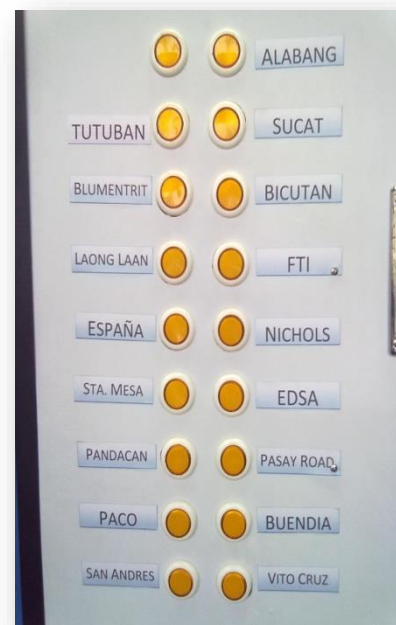 ALABANG
TUTUBAN SUCAT
BLUMENTRIT BICUTAN
LAONG LAAN FTI
ESPAÑA NICHOLS
STA. MESA EDSA
PANDACAN PASAY ROAD
PACO BUENDIA
SAN ANDRES VITO CRUZ